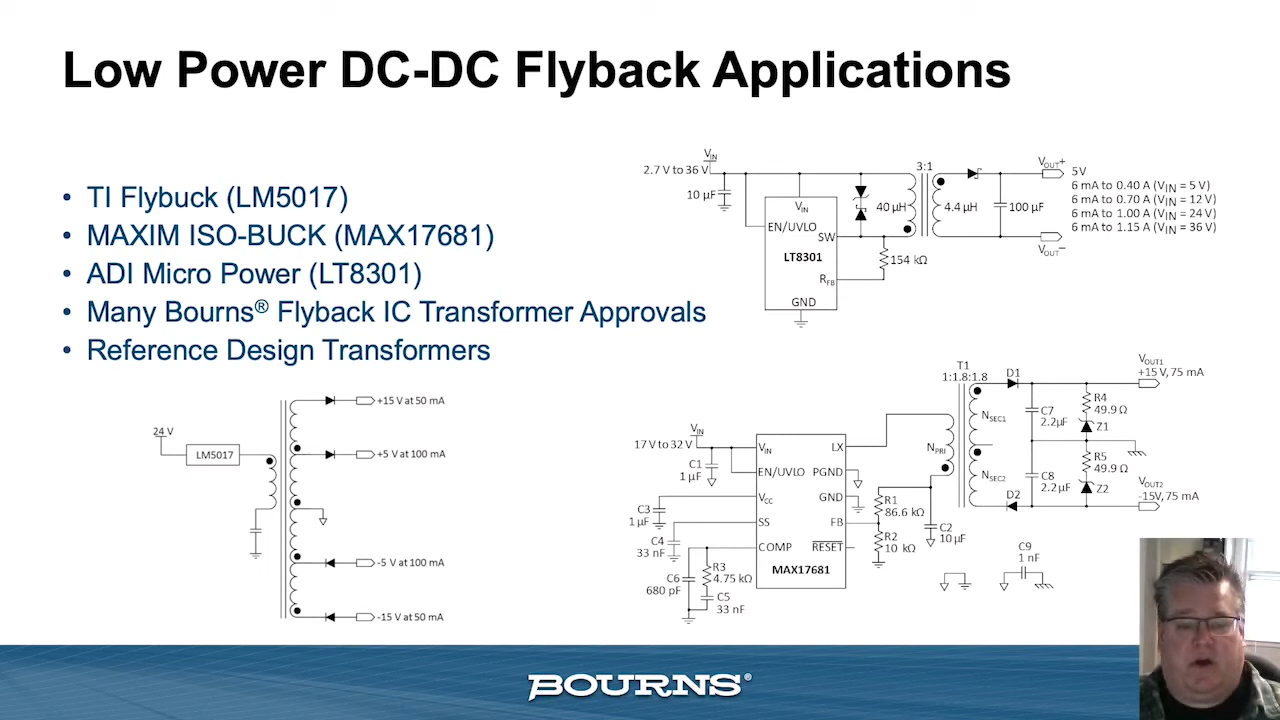 Low Power DC-DC Flyback Applications
• TI Flybuck (LM5017)
• MAXIM ISO-BUCK (MAX17681)
• ADI Micro Power (LT8301)
• Many Bourns® Flyback IC Transformer Approvals
• Reference Design Transformers
VIN
2.7 V to 36 V
10 µF
VIN
EN/UVLO
SW
LT8301
RFB
GND
40 µH
3:1
4.4 µH
154 kΩ
100 µF
VOUT+
VOUT–
5V
6 mA to 0.40 A (VIN = 5 V)
6 mA to 0.70 A (VIN = 12 V)
6 mA to 1.00 A (VIN = 24 V)
6 mA to 1.15 A (VIN = 36 V)
24 V
LM5017
+15 V at 50 mA
+5 V at 100 mA
-5 V at 100 mA
-15 V at 50 mA
VIN
17 V to 32 V
C1
1 µF
C3
1 µF
C4
33 nF
C6
680 pF
R3
4.75 kΩ
C5
33 nF
VIN
EN/UVLO
VCC
SS
COMP
LX
PGND
GND
FB
RESET
MAX17681
R1
86.6 kΩ
R2
10 kΩ
C2
10 µF
T1
1:1.8:1.8
NPRI
NSEC1
NSEC2
D1
D2
C7
2.2µF
C8
2.2µF
R4
49.9 Ω
Z1
R5
49.9 Ω
Z2
VOUT1
+15 V, 75 mA
VOUT2
-15V, 75 mA
C9
1 nF
BOURNS®